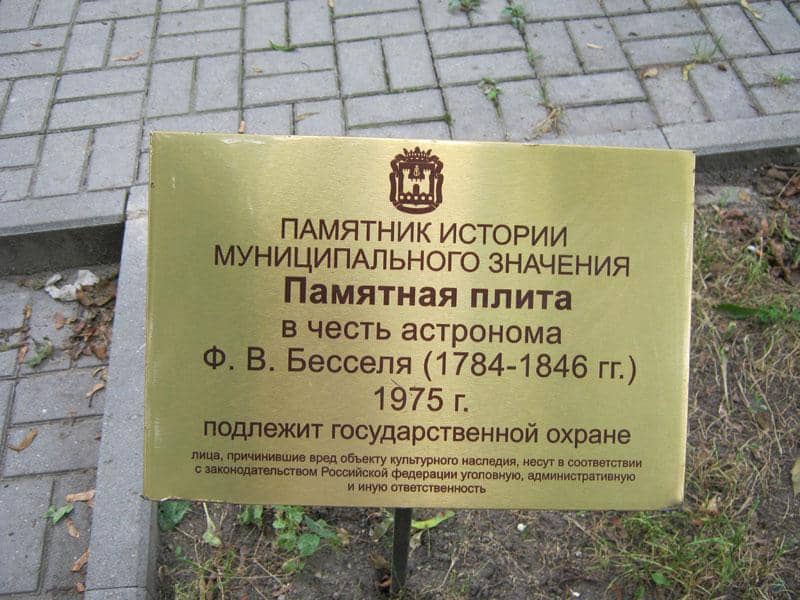 ПАМЯТНИК ИСТОРИИ
МУНИЦИПАЛЬНОГО ЗНАЧЕНИЯ
Памятная плита
в честь астронома
Ф. В. Бесселя (1784-1846 гг.)
1975 г.
подлежит государственной охране
лица, причинившие вред объекту культурного наследия, несут в соответствии
с законодательством Российской Федерации уголовную, административную
и иную ответственность